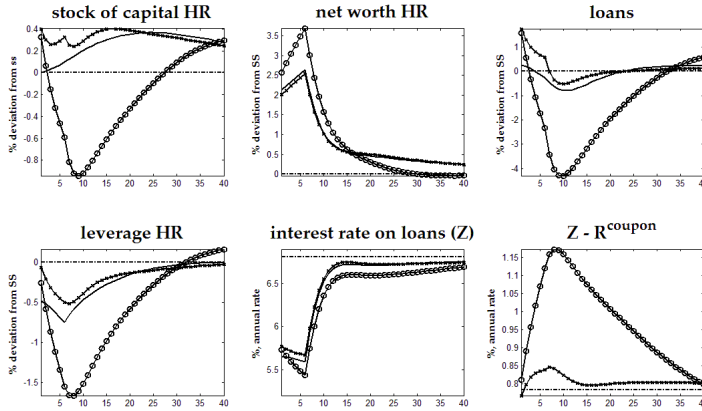 stock of capital HR
net worth HR
loans
% deviation from ss
0.4
0.2
0
-0.2
-0.4
-0.6
-0.8
5 10 15 20 25 30 35 40
% deviation from SS
3.5
3
2.5
2
1.5
1
0.5
0
5 10 15 20 25 30 35 40
% deviation from SS
1
0
-1
-2
-3
-4
5 10 15 20 25 30 35 40
leverage HR
interest rate on loans (Z)
Z - R^coupon
% deviation from SS
0
-0.5
-1
-1.5
5 10 15 20 25 30 35 40
%, annual rate
6.5
6
5.5
5 10 15 20 25 30 35 40
%, annual rate
1.15
1.1
1.05
1
0.95
0.9
0.85
0.8
5 10 15 20 25 30 35 40